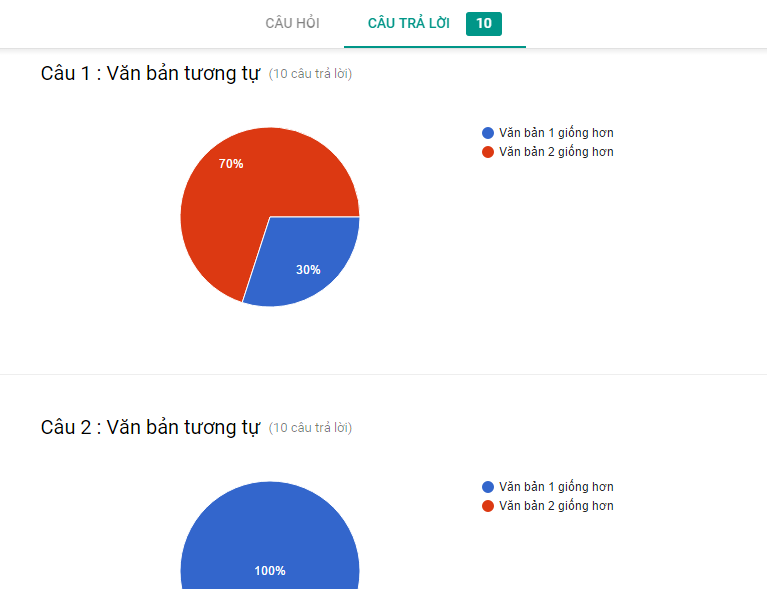 CÂU HỎI CÂU TRẢ LỜI 10
Câu 1 : Văn bản tương tự (10 câu trả lời)
Văn bản 1 giống hơn
Văn bản 2 giống hơn
70%
30%
Câu 2 : Văn bản tương tự (10 câu trả lời)
Văn bản 1 giống hơn
Văn bản 2 giống hơn
100%